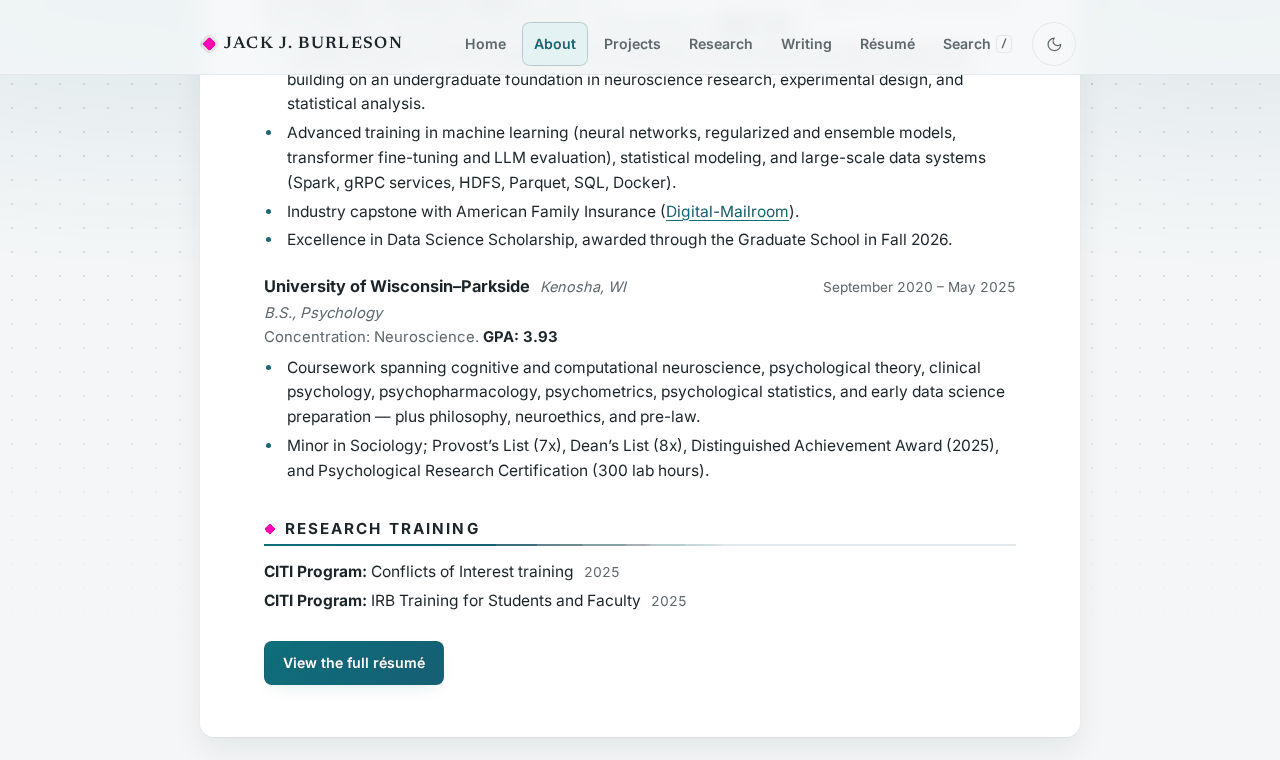 JACK J. BURLESON
Home About Projects Research Writing Résumé Search /
building on an undergraduate foundation in neuroscience research, experimental design, and
statistical analysis.
Advanced training in machine learning (neural networks, regularized and ensemble models,
transformer fine-tuning and LLM evaluation), statistical modeling, and large-scale data systems
(Spark, gRPC services, HDFS, Parquet, SQL, Docker).
Industry capstone with American Family Insurance (Digital-Mailroom).
Excellence in Data Science Scholarship, awarded through the Graduate School in Fall 2026.
University of Wisconsin–Parkside Kenosha, WI September 2020 – May 2025
B.S., Psychology
Concentration: Neuroscience. GPA: 3.93
Coursework spanning cognitive and computational neuroscience, psychological theory, clinical
psychology, psychopharmacology, psychometrics, psychological statistics, and early data science
preparation — plus philosophy, neuroethics, and pre-law.
Minor in Sociology; Provost’s List (7x), Dean’s List (8x), Distinguished Achievement Award (2025),
and Psychological Research Certification (300 lab hours).
RESEARCH TRAINING
CITI Program: Conflicts of Interest training 2025
CITI Program: IRB Training for Students and Faculty 2025
View the full résumé